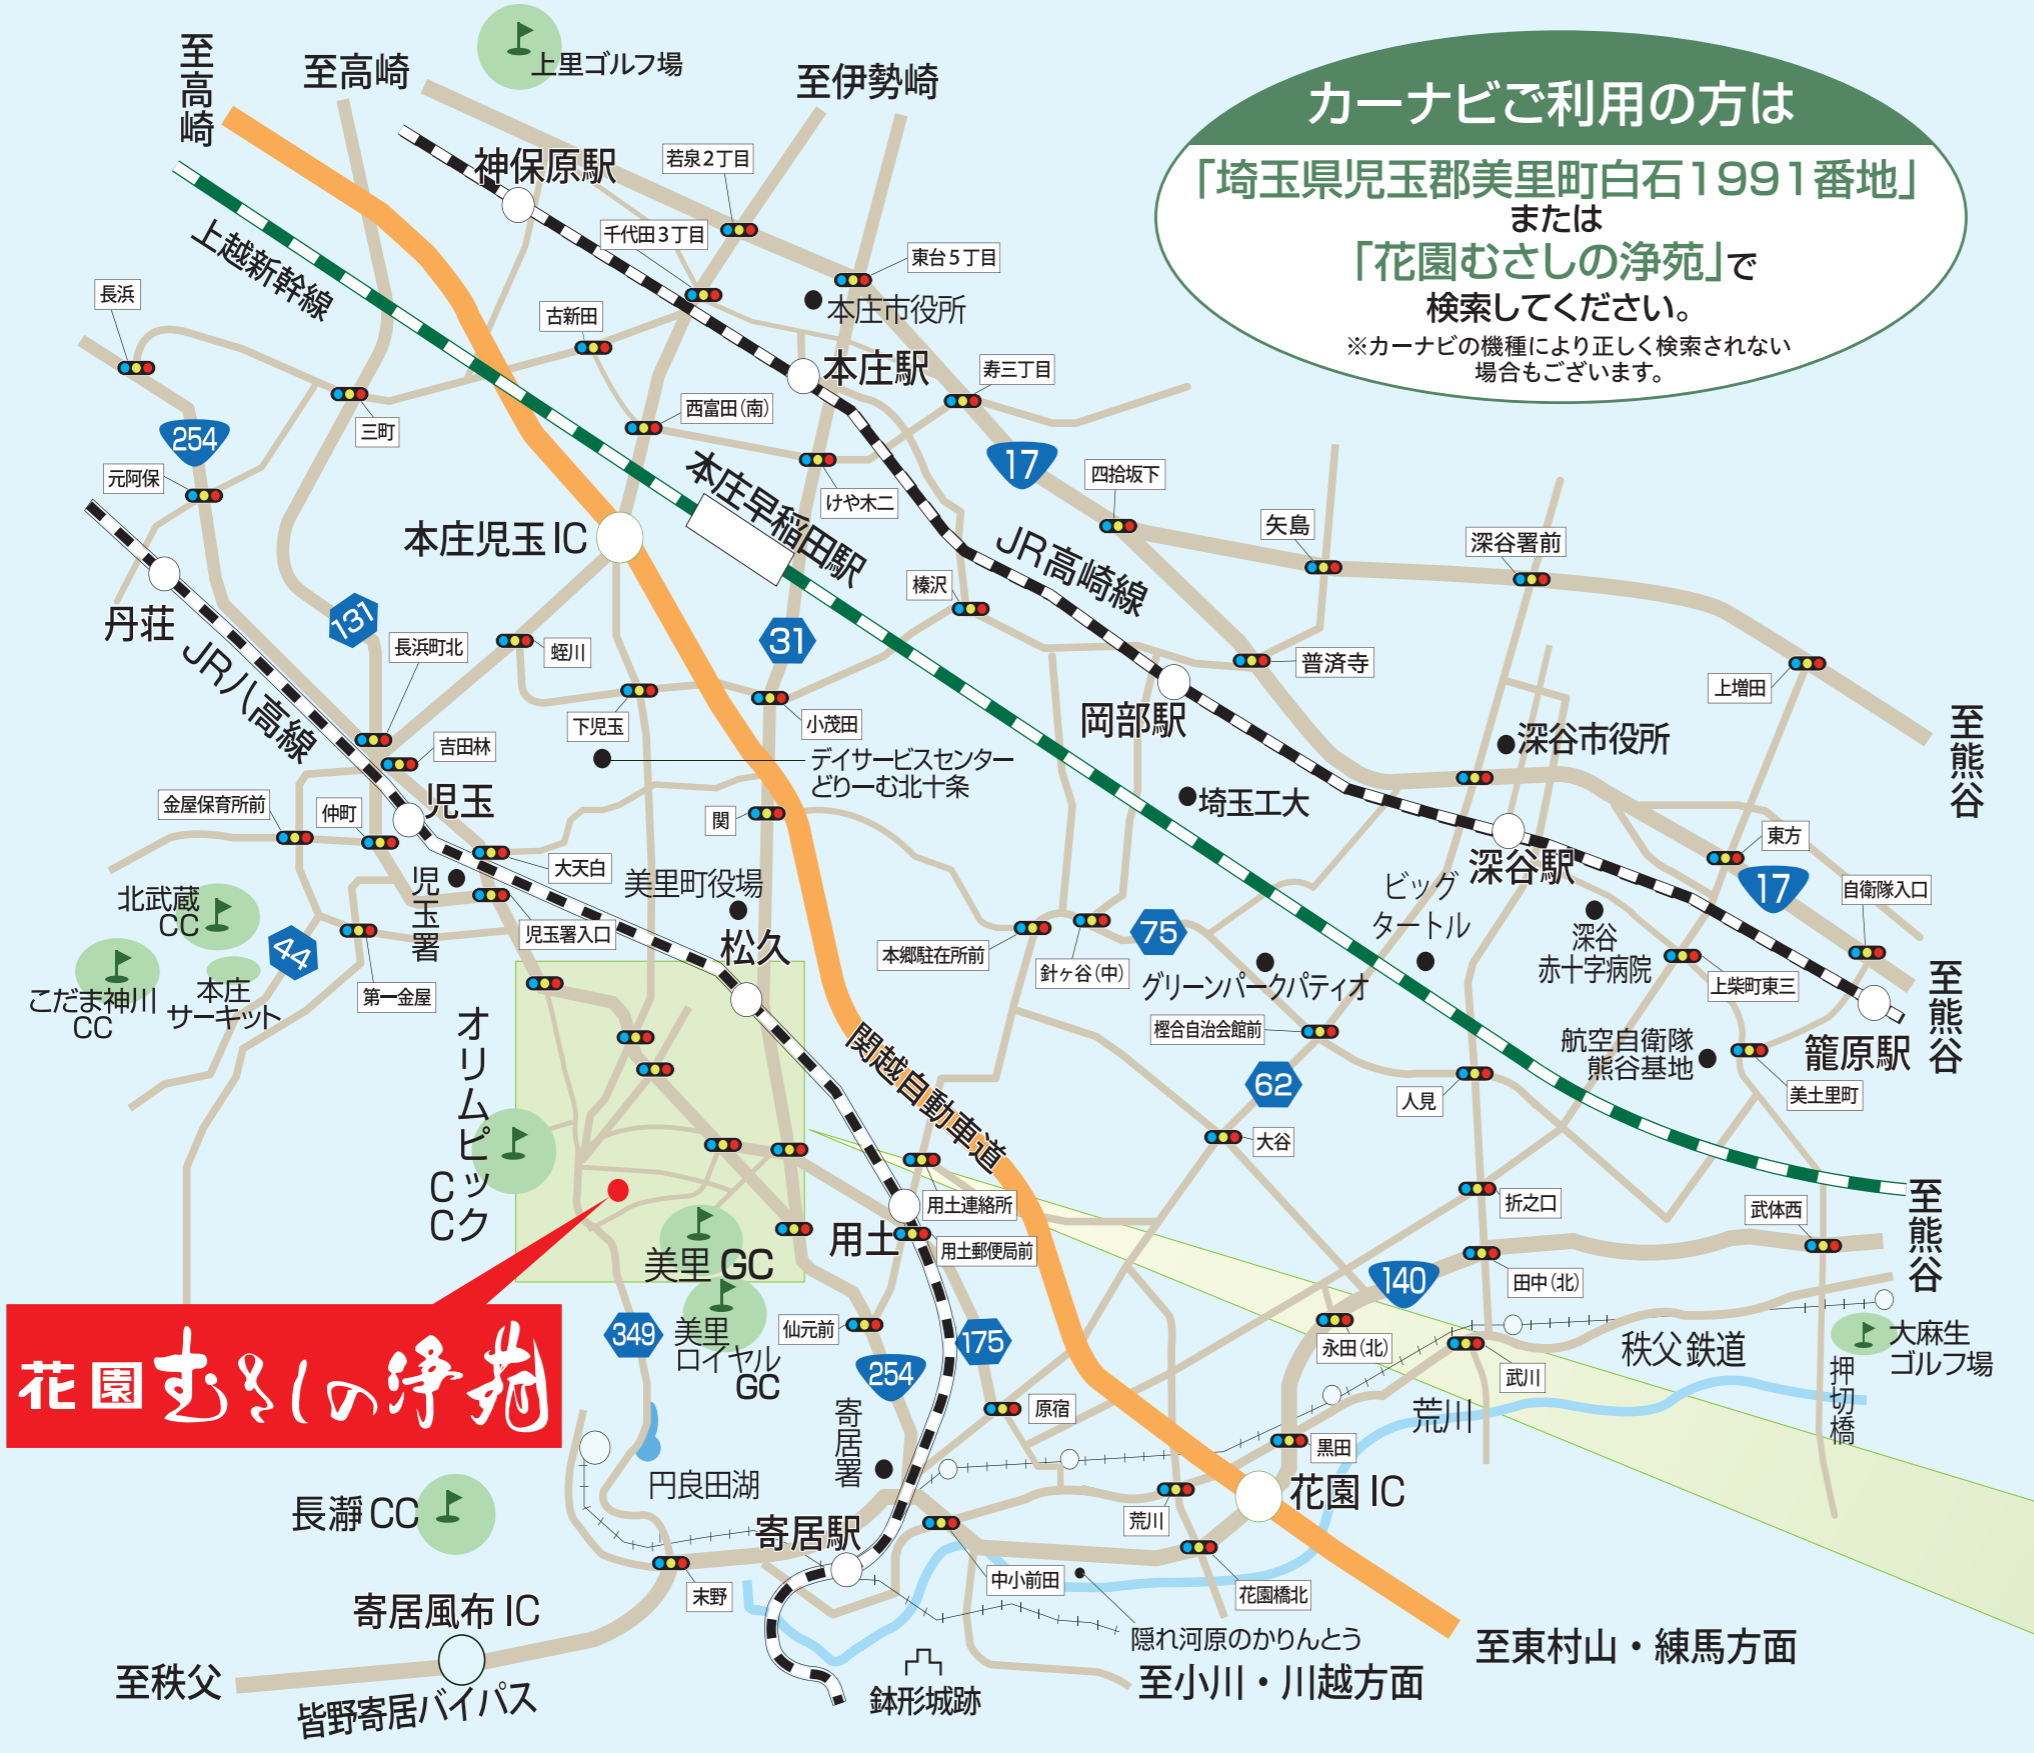 至高崎
至高崎
上里ゴルフ場
至伊勢崎
カーナビご利用の方は
「埼玉県児玉郡美里町白石1991番地」
または
「花園むさしの浄苑」で
検索してください。
※カーナビの機種により正しく検索されない
場合もございます。
神保原駅
若泉2丁目
千代田3丁目
東台5丁目
本庄市役所
上越新幹線
長浜
古新田
本庄駅
寿三丁目
三町
西富田(南)
254
元阿保
けや木二
17
四拾坂下
本庄早稲田駅
本庄児玉IC
JR高崎線
矢島
深谷署前
榛沢
丹荘
131
長浜町北
蛭川
31
普済寺
上増田
JR八高線
下児玉
小茂田
岡部駅
至熊谷
吉田林
デイサービスセンター
どりーむ北十条
深谷市役所
埼玉工大
児玉
金屋保育所前
仲町
関
東方
大天白
深谷駅
17
自衛隊入口
児玉署
美里町役場
ビッグ
タートル
北武蔵
CC
児玉署入口
松久
本郷駐在所前
75
深谷
赤十字病院
44
針ヶ谷(中)
グリーンパークパティオ
上柴町東三
至熊谷
こだま神川
CC
本庄
サーキット
第一金屋
樫合自治会館前
航空自衛隊
熊谷基地
籠原駅
オリムピック
CC
関越自動車道
62
人見
美土里町
大谷
用土連絡所
折之口
武体西
至熊谷
用土
用土郵便局前
美里GC
140
田中(北)
349
美里
ロイヤル
GC
仙元前
175
永田(北)
武川
秩父鉄道
大麻生
ゴルフ場
花園むさしの浄苑
254
押切橋
原宿
荒川
寄居署
黒田
円良田湖
花園IC
長瀞CC
荒川
寄居駅
末野
中小前田
花園橋北
寄居風布IC
隠れ河原のかりんとう
至東村山・練馬方面
至秩父
至小川・川越方面
皆野寄居バイパス
鉢形城跡